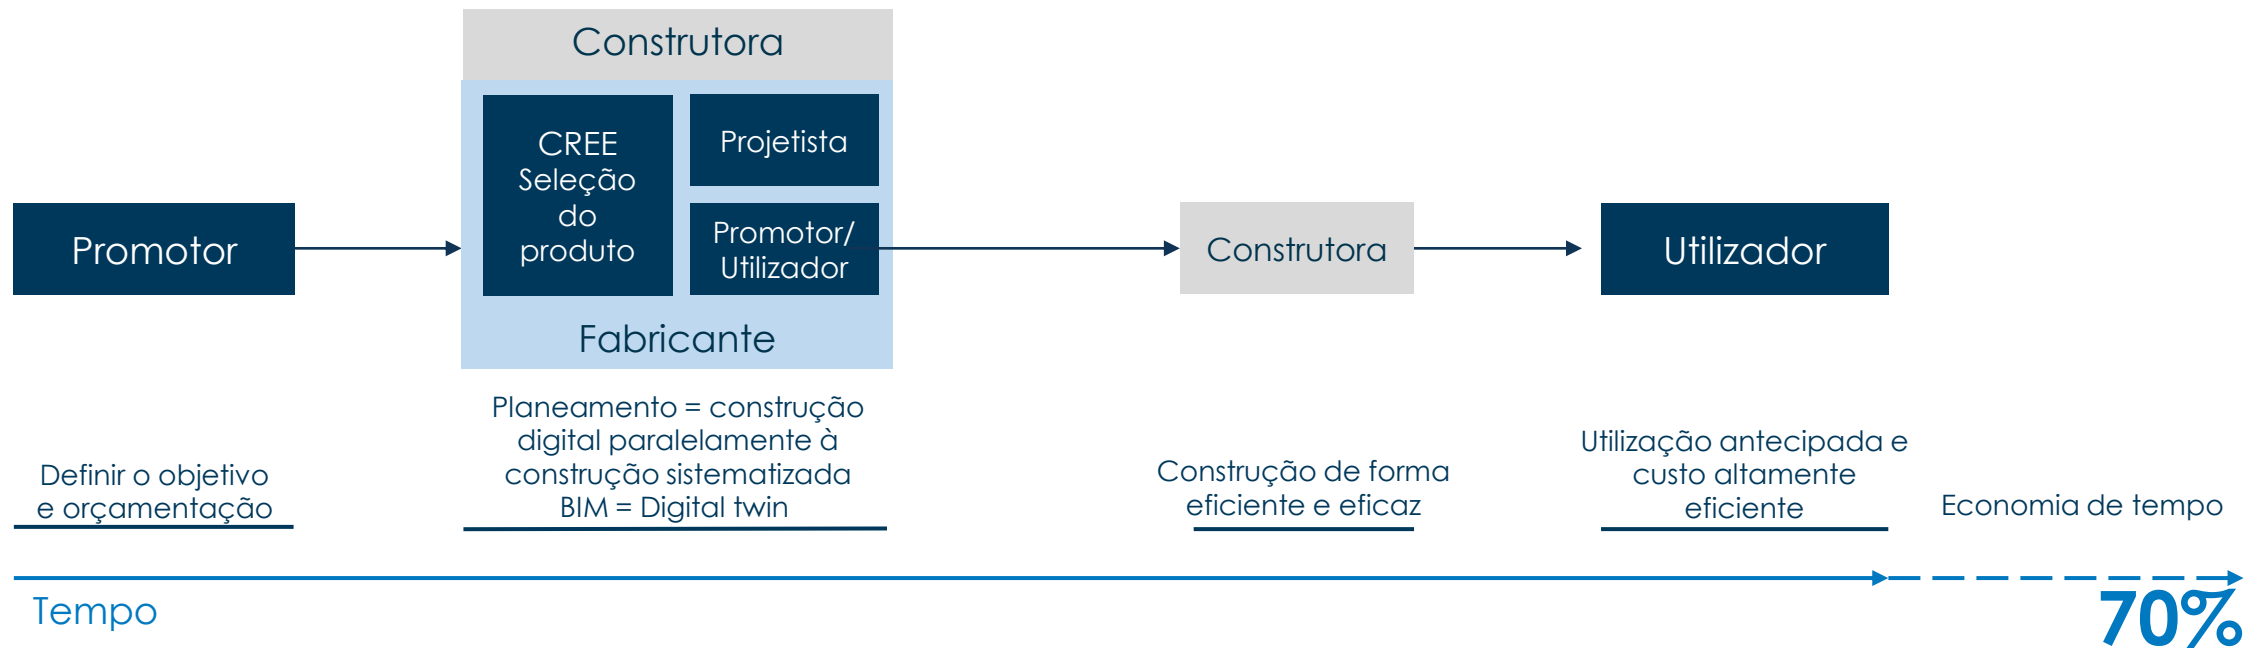 Construtora
CREE
Seleção
do
produto
Projetista
Promotor/
Utilizador
Fabricante
Promotor
Construtora
Utilizador
Definir o objetivo
e orçamentação
Planeamento = construção
digital paralelamente à
construção sistematizada
BIM = Digital twin
Construção de forma
eficiente e eficaz
Utilização antecipada e
custo altamente
eficiente
Economia de tempo
Tempo
70%